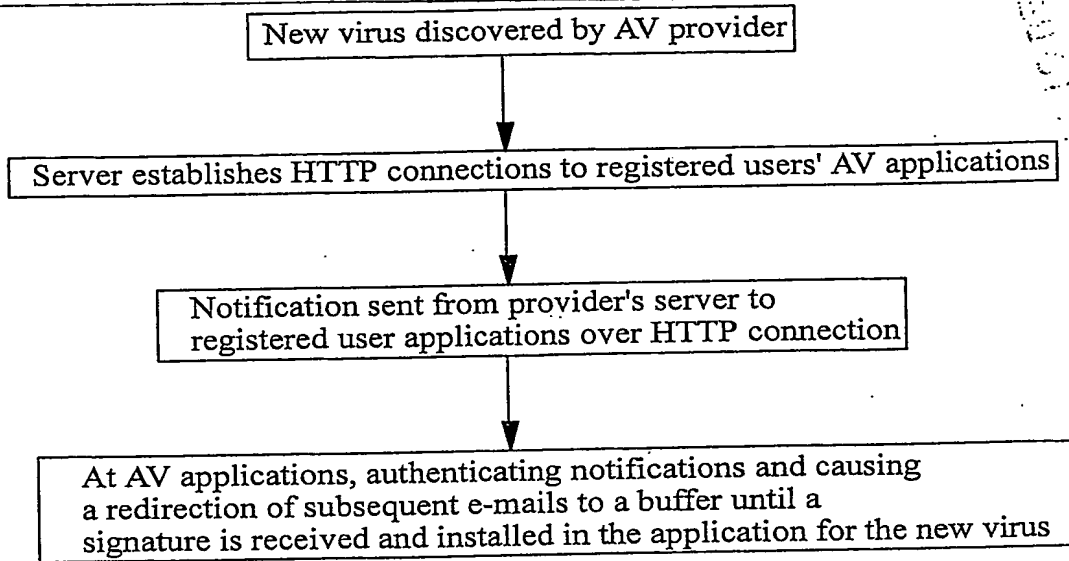 New virus discovered by AV provider
Server establishes HTTP connections to registered users' AV applications
Notification sent from provider's server to
registered user applications over HTTP connection
At AV applications, authenticating notifications and causing
a redirection of subsequent e-mails to a buffer until a
signature is received and installed in the application for the new virus